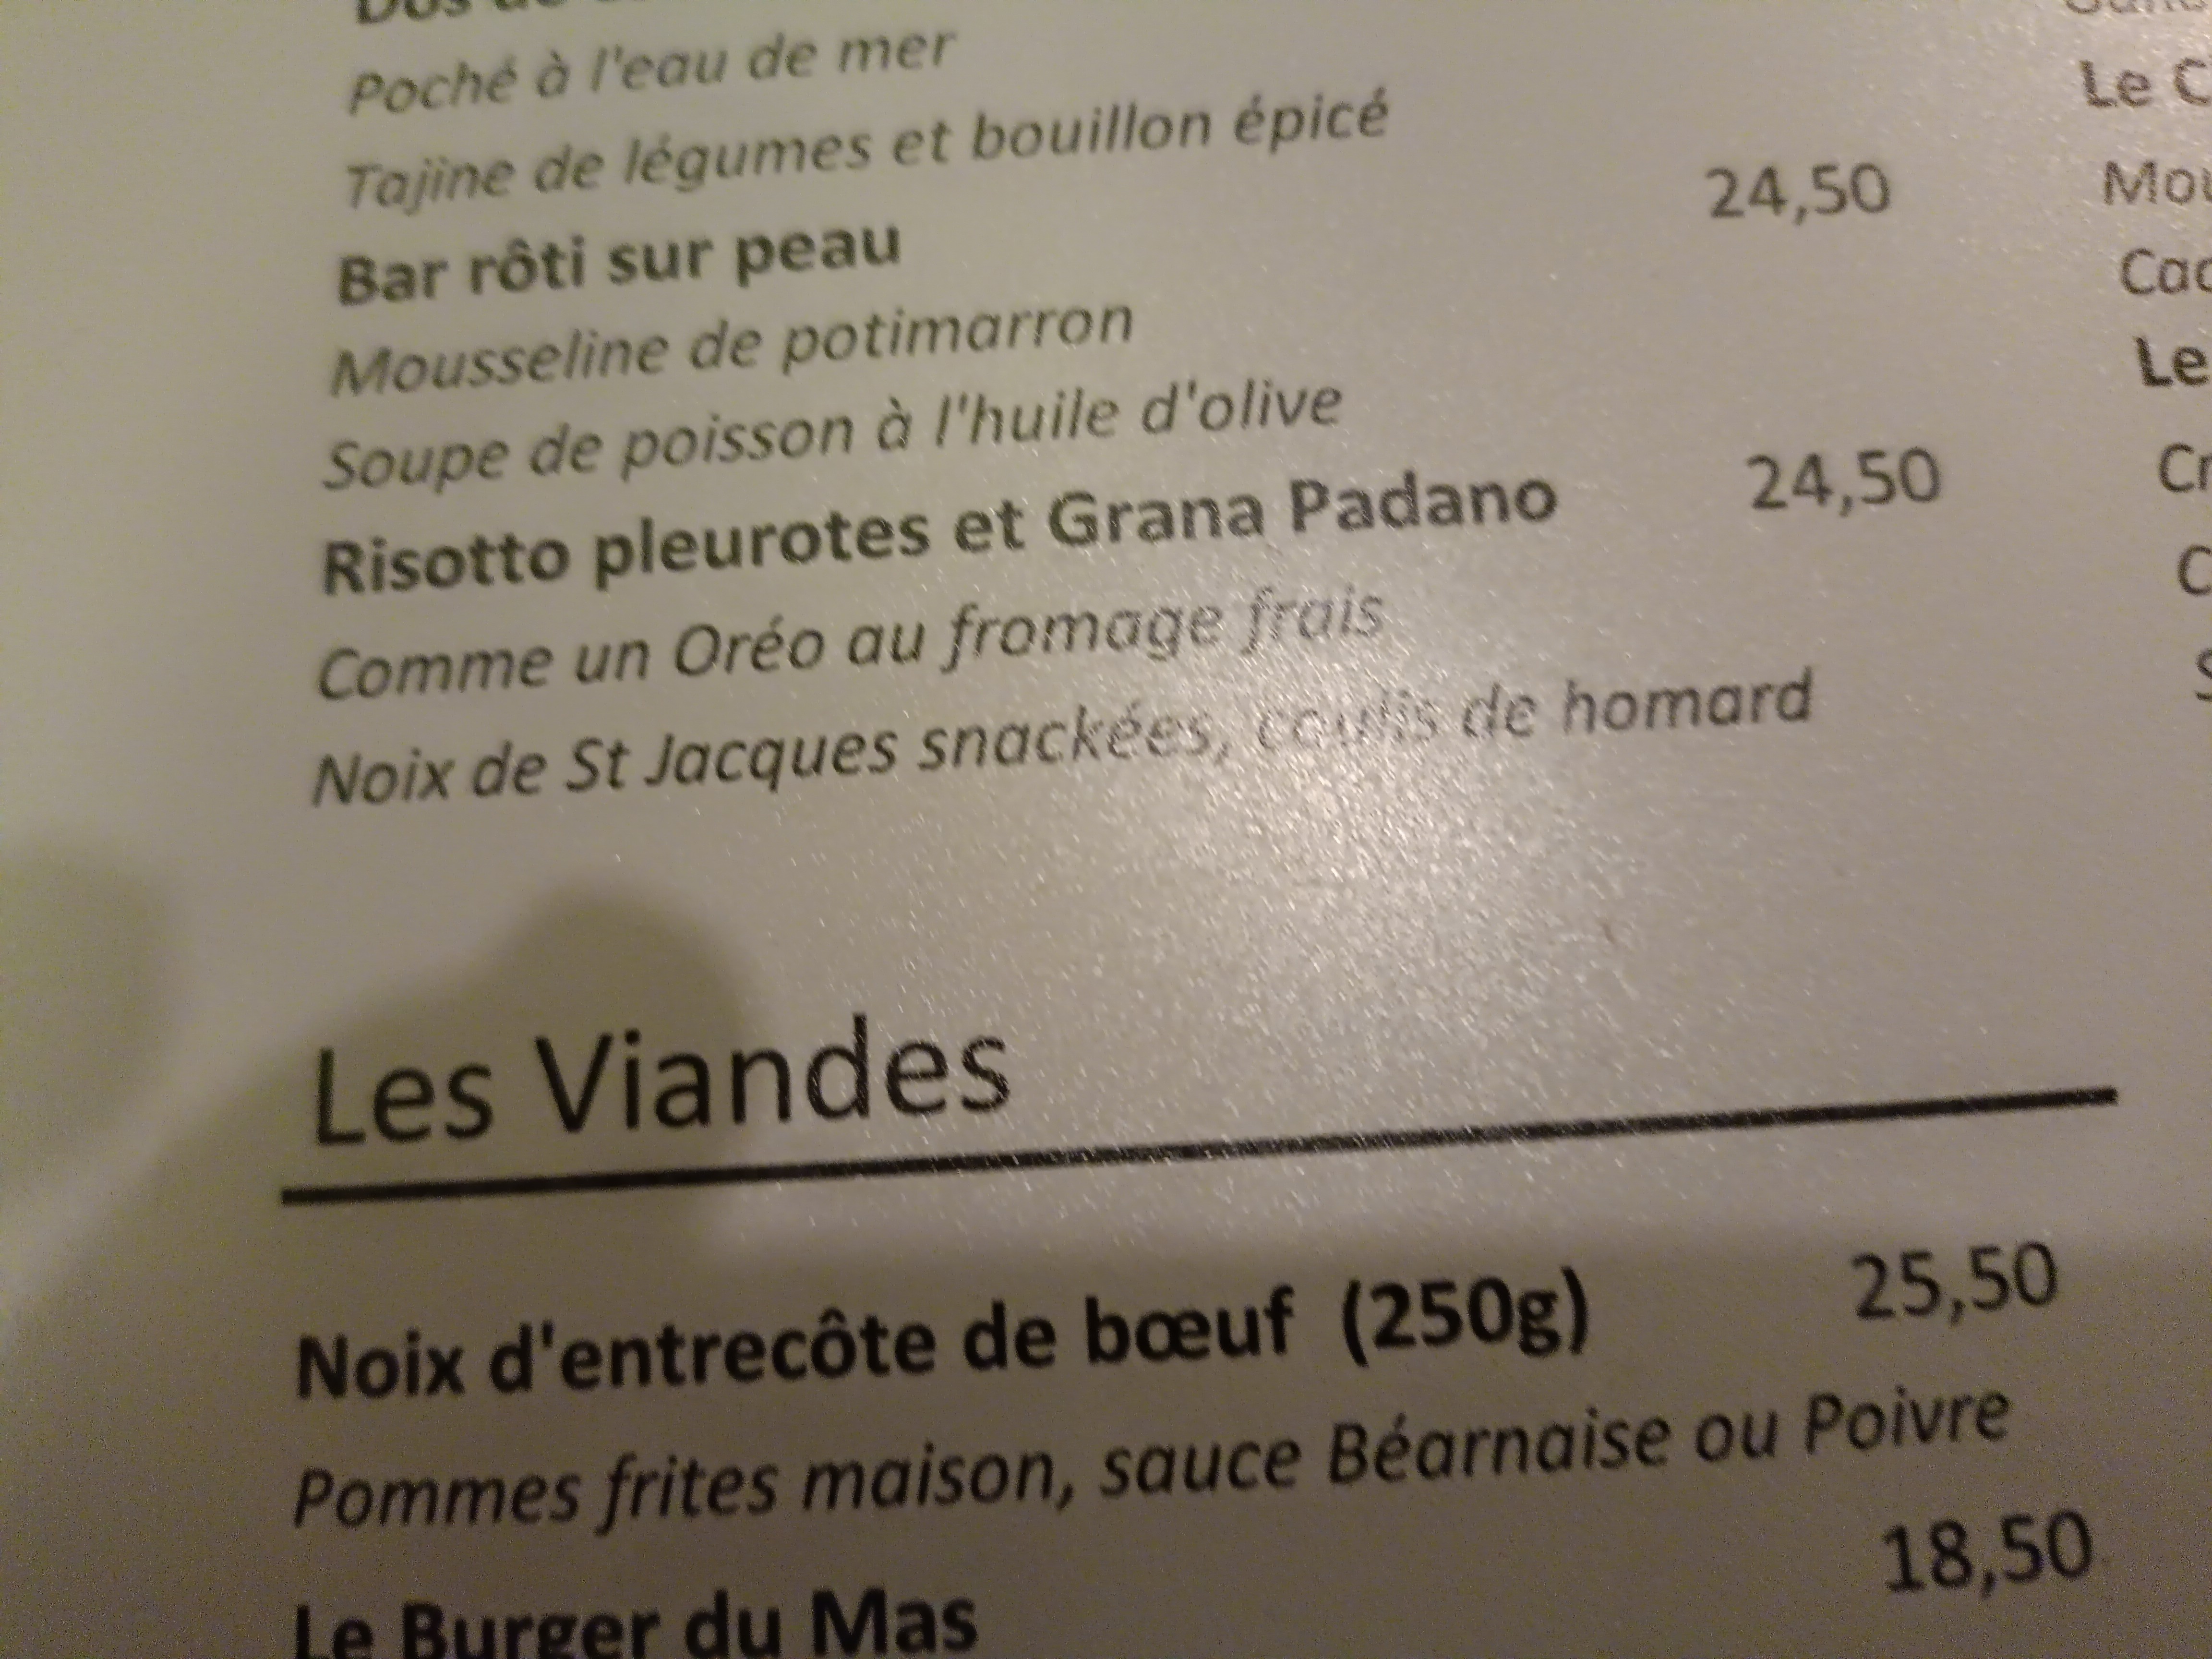 Poché à l'eau de mer
Tajine de légumes et bouillon épicé
Bar rôti sur peau 24,50
Mousseline de potimarron
Soupe de poisson à l'huile d'olive
Risotto pleurotes et Grana Padano 24,50
Comme un Oréo au fromage frais
Noix de St Jacques snackées, coulis de homard
Les Viandes
Noix d'entrecôte de bœuf (250g) 25,50
Pommes frites maison, sauce Béarnaise ou Poivre
Le Burger du Mas 18,50
Le
Le